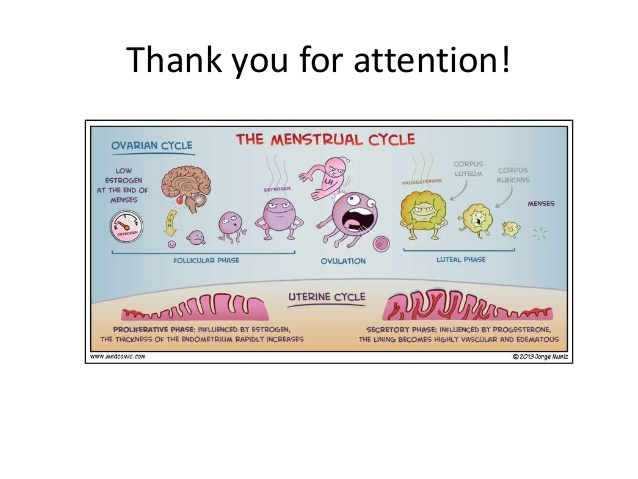 Thank you for attention!
THE MENSTRUAL CYCLE
OVARIAN CYCLE
LOW
ESTROGEN
AT THE END OF
MENSES
ESTROGEN
FSH
ESTROGEN
LH
PROGESTERONE
CORPUS
LUTEUM
CORPUS
ALBICANS
MENSES
FOLLICULAR PHASE
OVULATION
LUTEAL PHASE
UTERINE CYCLE
PROLIFERATIVE PHASE: INFLUENCED BY ESTROGEN,
THE THICKNESS OF THE ENDOMETRIUM RAPIDLY INCREASES
SECRETORY PHASE: INFLUENCED BY PROGESTERONE,
THE LINING BECOMES HIGHLY VASCULAR AND EDEMATOUS
www.medcomic.com
© 2013 Jorge Muniz